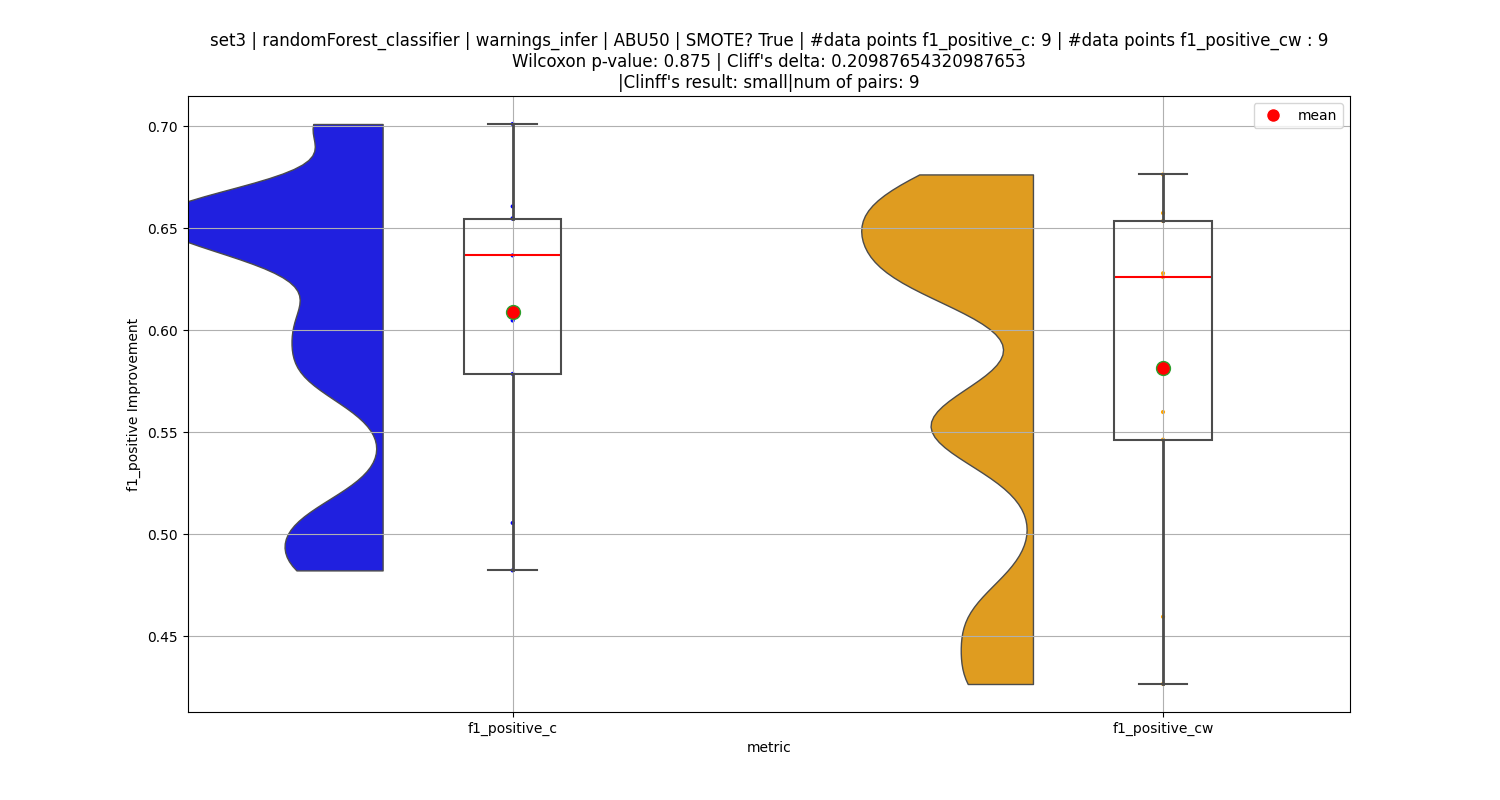 set3 | randomForest_classifier | warnings_infer | ABU50 | SMOTE? True | #data points f1_positive_c: 9 | #data points f1_positive_cw : 9
Wilcoxon p-value: 0.875 | Cliff's delta: 0.20987654320987653
|Clinff's result: small|num of pairs: 9
mean
0.70
0.65
0.60
0.55
0.50
0.45
f1_positive Improvement
f1_positive_c
f1_positive_cw
metric